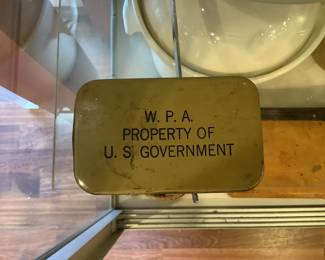 W. P. A.
PROPERTY OF
U. S. GOVERNMENT